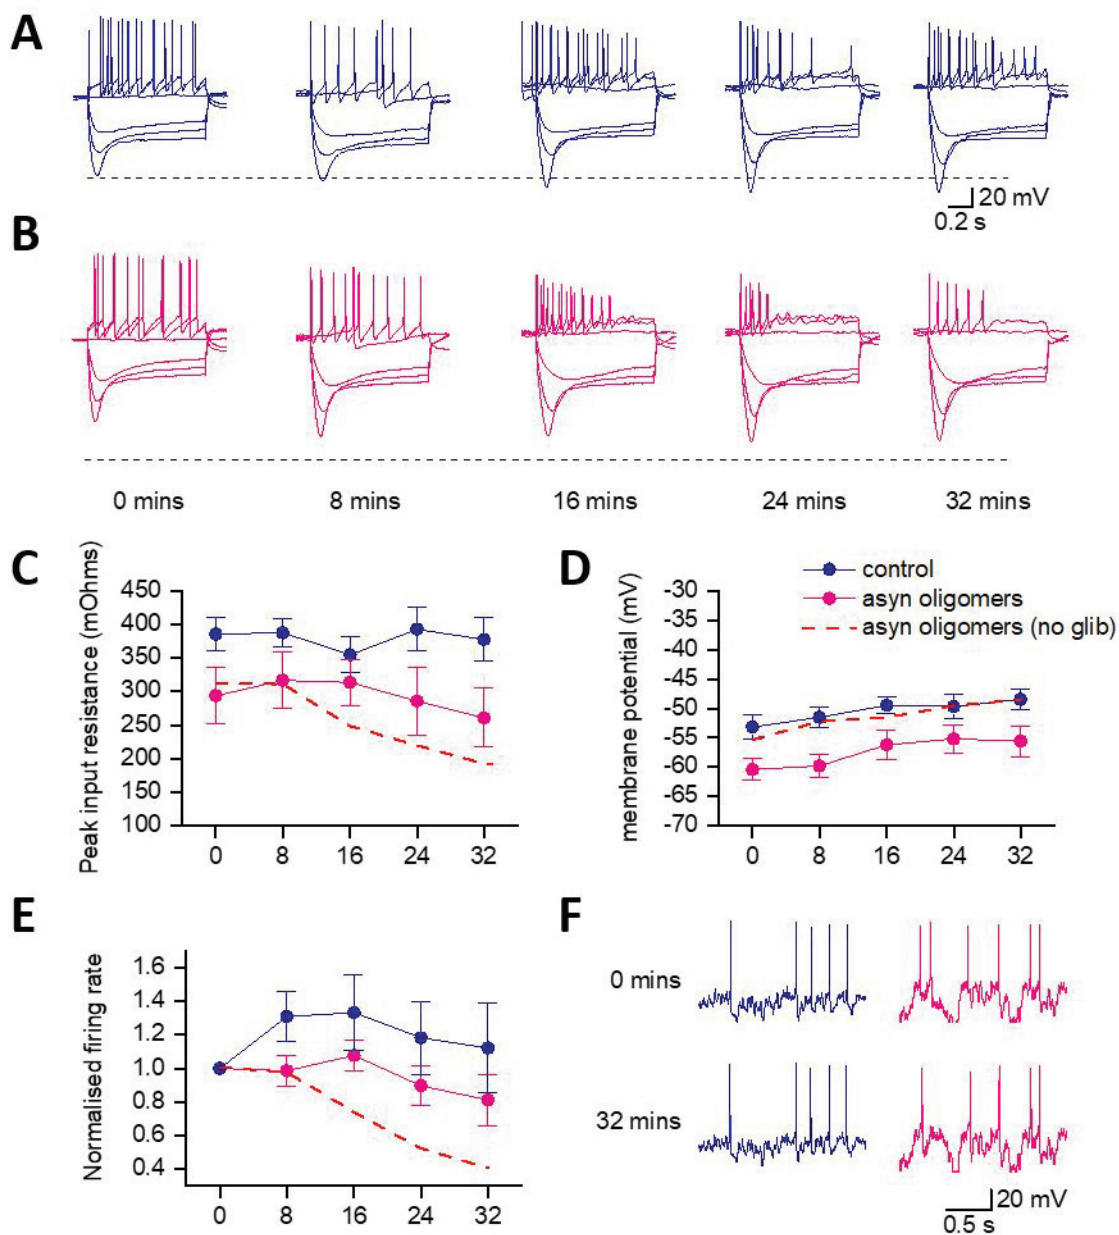 A
20 mV
0.2 s
B
0 mins
8 mins
16 mins
24 mins
32 mins
C
Peak input resistance (mOhms)
450
400
350
300
250
200
150
100
0
8
16
24
32
D
control
asyn oligomers
asyn oligomers (no glib)
membrane potential (mV)
-30
-35
-40
-45
-50
-55
-60
-65
-70
0
8
16
24
32
E
Normalised firing rate
1.6
1.4
1.2
1.0
0.8
0.6
0.4
0
8
16
24
32
F
0 mins
32 mins
20 mV
0.5 s